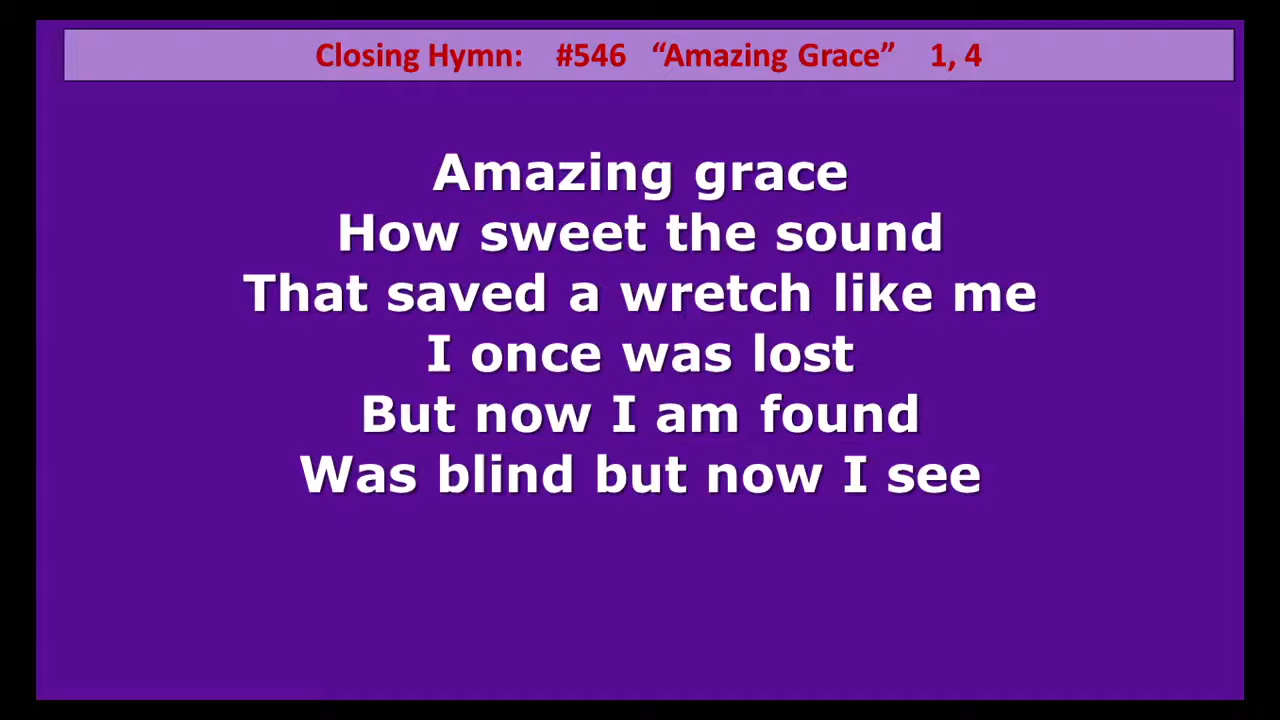 Closing Hymn: #546 “Amazing Grace” 1, 4
Amazing grace
How sweet the sound
That saved a wretch like me
I once was lost
But now I am found
Was blind but now I see